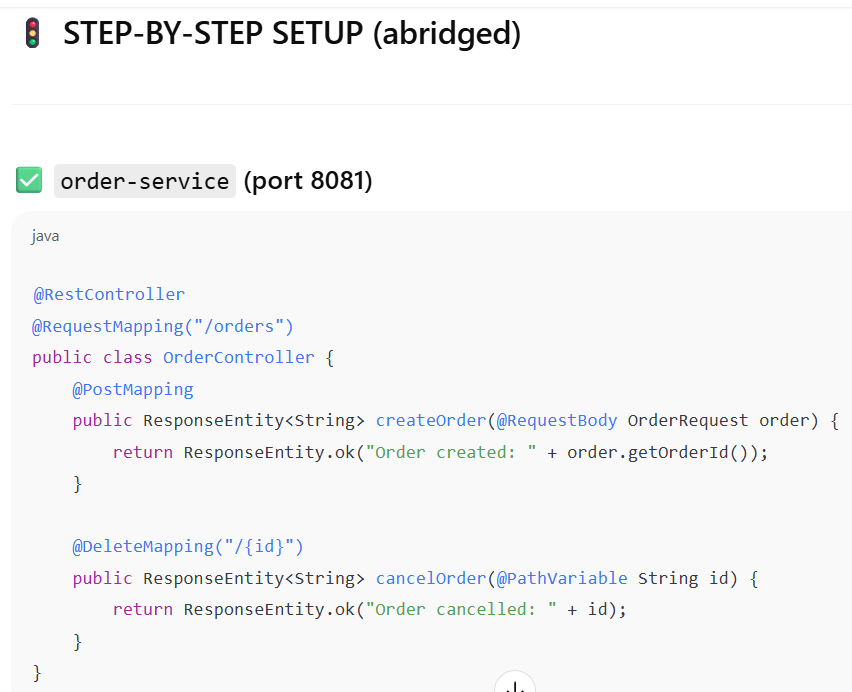 🚦 STEP-BY-STEP SETUP (abridged)
✅ order-service (port 8081)
java
@RestController
@RequestMapping("/orders")
public class OrderController {
    @PostMapping
    public ResponseEntity<String> createOrder(@RequestBody OrderRequest order) {
        return ResponseEntity.ok("Order created: " + order.getOrderId());
    }

    @DeleteMapping("/{id}")
    public ResponseEntity<String> cancelOrder(@PathVariable String id) {
        return ResponseEntity.ok("Order cancelled: " + id);
    }
}